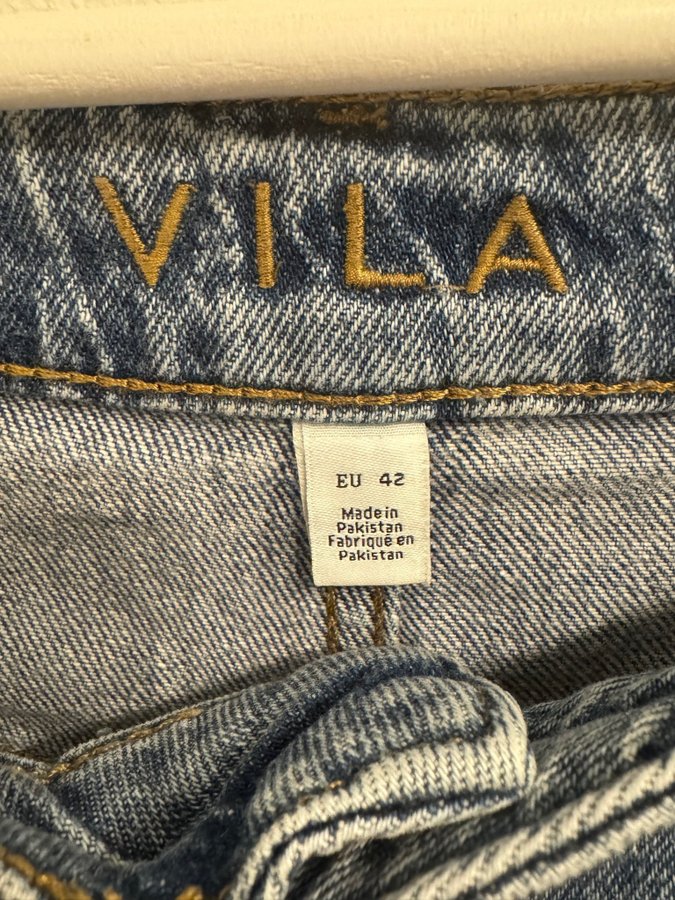 VILA
EU 42
Made in
Pakistan
Fabriqué en
Pakistan